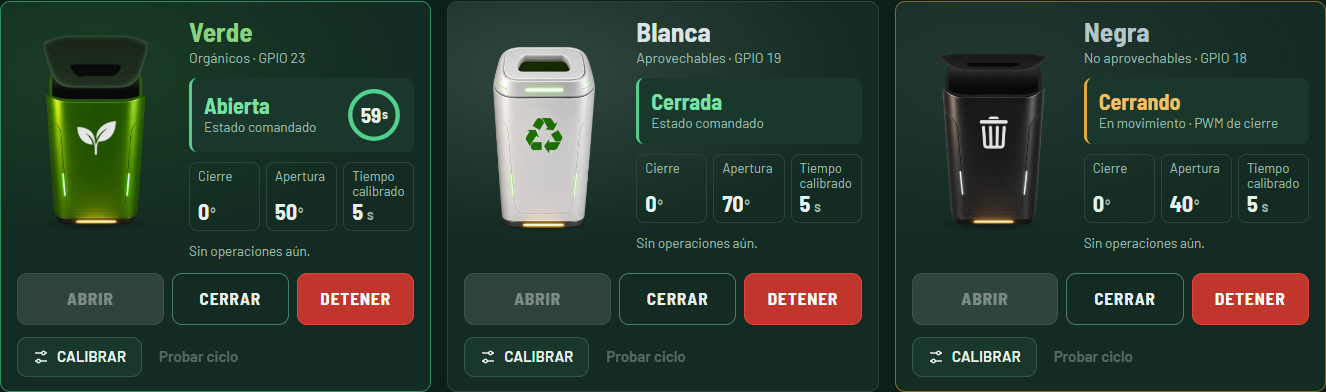 Verde
Orgánicos · GPIO 23
Abierta
Estado comandado
59s
Cierre
0°
Apertura
50°
Tiempo
calibrado
5 s
Sin operaciones aún.
ABRIR
CERRAR
DETENER
CALIBRAR
Probar ciclo
Blanca
Aprovechables · GPIO 19
Cerrada
Estado comandado
Cierre
0°
Apertura
70°
Tiempo
calibrado
5 s
Sin operaciones aún.
ABRIR
CERRAR
DETENER
CALIBRAR
Probar ciclo
Negra
No aprovechables · GPIO 18
Cerrando
En movimiento · PWM de cierre
Cierre
0°
Apertura
40°
Tiempo
calibrado
5 s
Sin operaciones aún.
ABRIR
CERRAR
DETENER
CALIBRAR
Probar ciclo